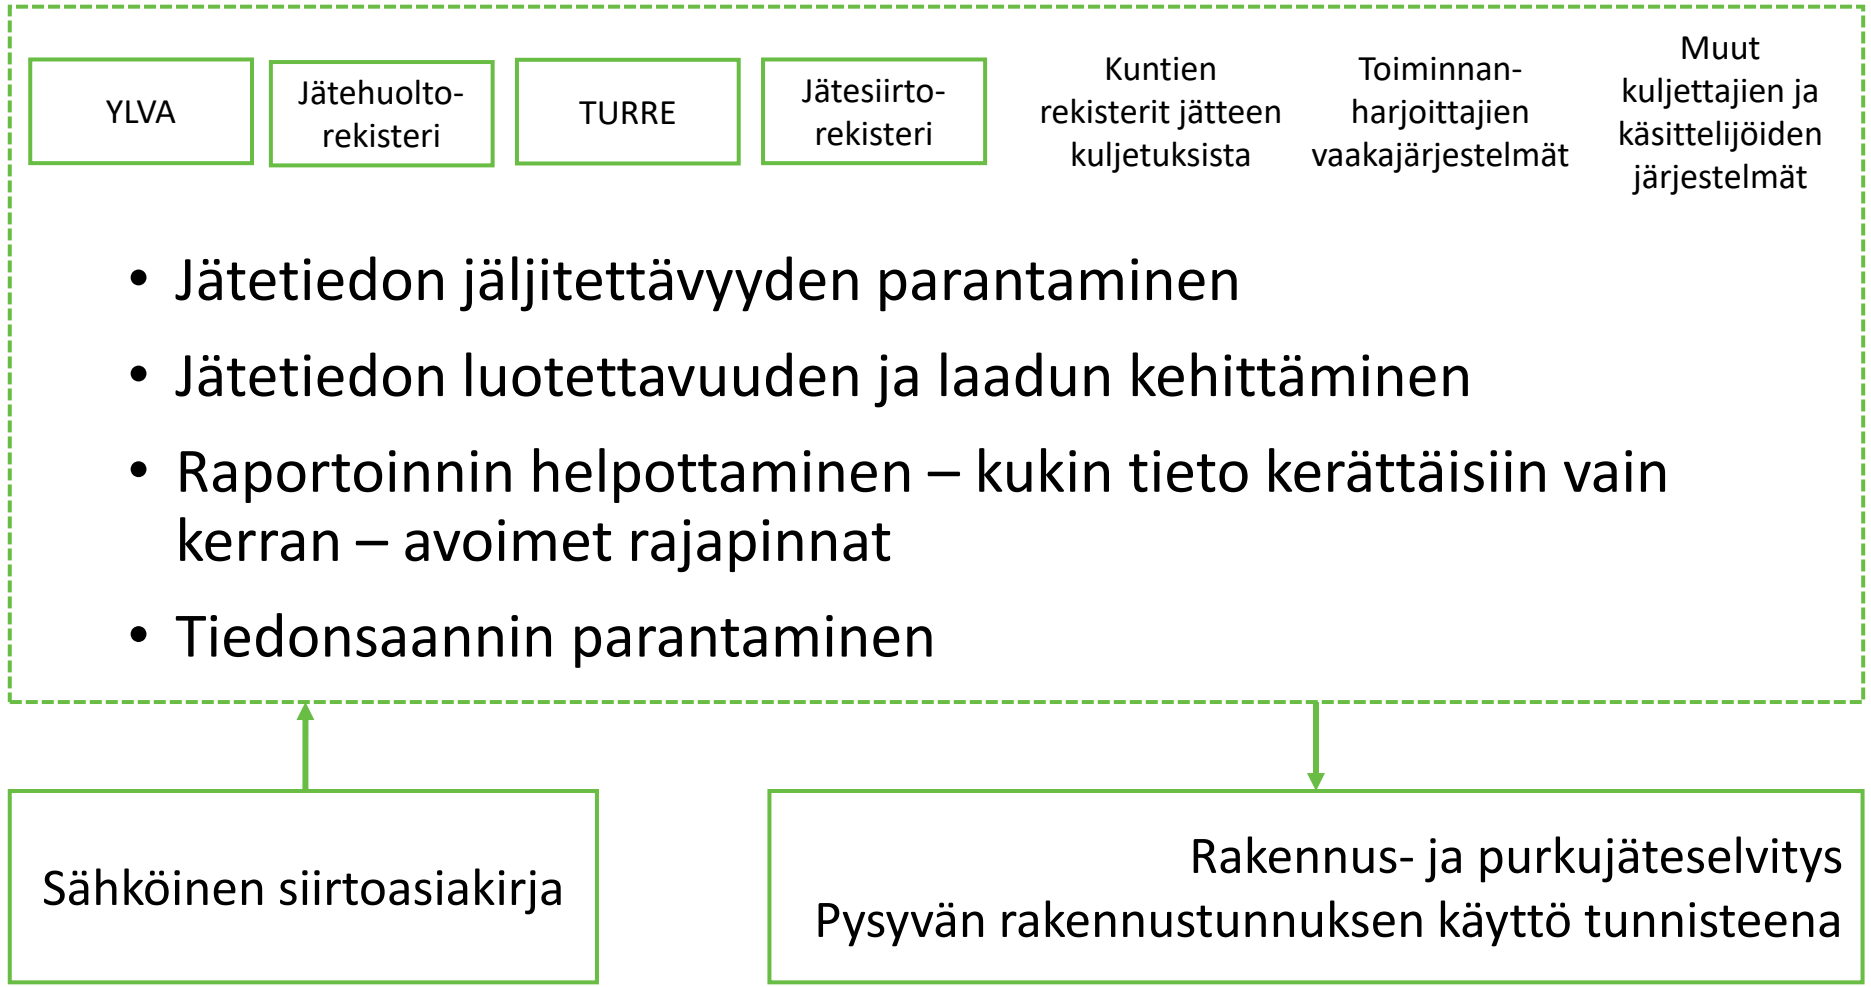 YLVA
Jätehuolto-
rekisteri
TURRE
Jätesiirto-
rekisteri
Kuntien
rekisterit jätteen
kuljetuksista
Toiminnan-
harjoittajien
vaakajärjestelmät
Muut
kuljettajien ja
käsittelijöiden
järjestelmät
• Jätetiedon jäljitettävyyden parantaminen
• Jätetiedon luotettavuuden ja laadun kehittäminen
• Raportoinnin helpottaminen – kukin tieto kerättäisiin vain
kerran – avoimet rajapinnat
• Tiedonsaannin parantaminen
Sähköinen siirtoasiakirja
Rakennus- ja purkujäteselvitys
Pysyvän rakennustunnuksen käyttö tunnisteena